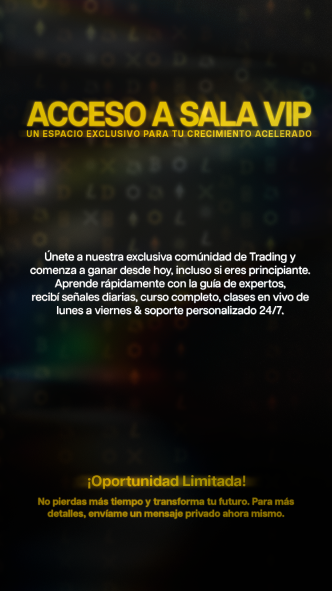 ACCESO A SALA VIP
UN ESPACIO EXCLUSIVO PARA TU CRECIMIENTO ACELERADO
Únete a nuestra exclusiva comúnidad de Trading y
comenza a ganar desde hoy, incluso si eres principiante.
Aprende rápidamente con la guía de expertos,
recibí señales diarias, curso completo, clases en vivo de
lunes a viernes & soporte personalizado 24/7.
¡Oportunidad Limitada!
No pierdas más tiempo y transforma tu futuro. Para más
detalles, envíame un mensaje privado ahora mismo.